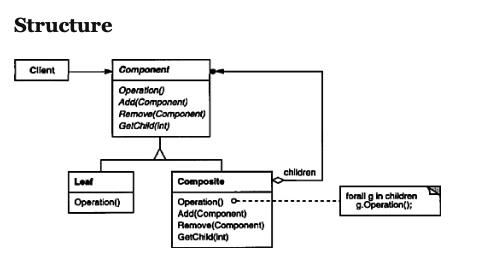 Structure
Client
Component
Operation()
Add(Component)
Remove(Component)
GetChild(int)
children
Leaf
Operation()
Composite
Operation()
Add(Component)
Remove(Component)
GetChild(int)
forall g in children
g.Operation();